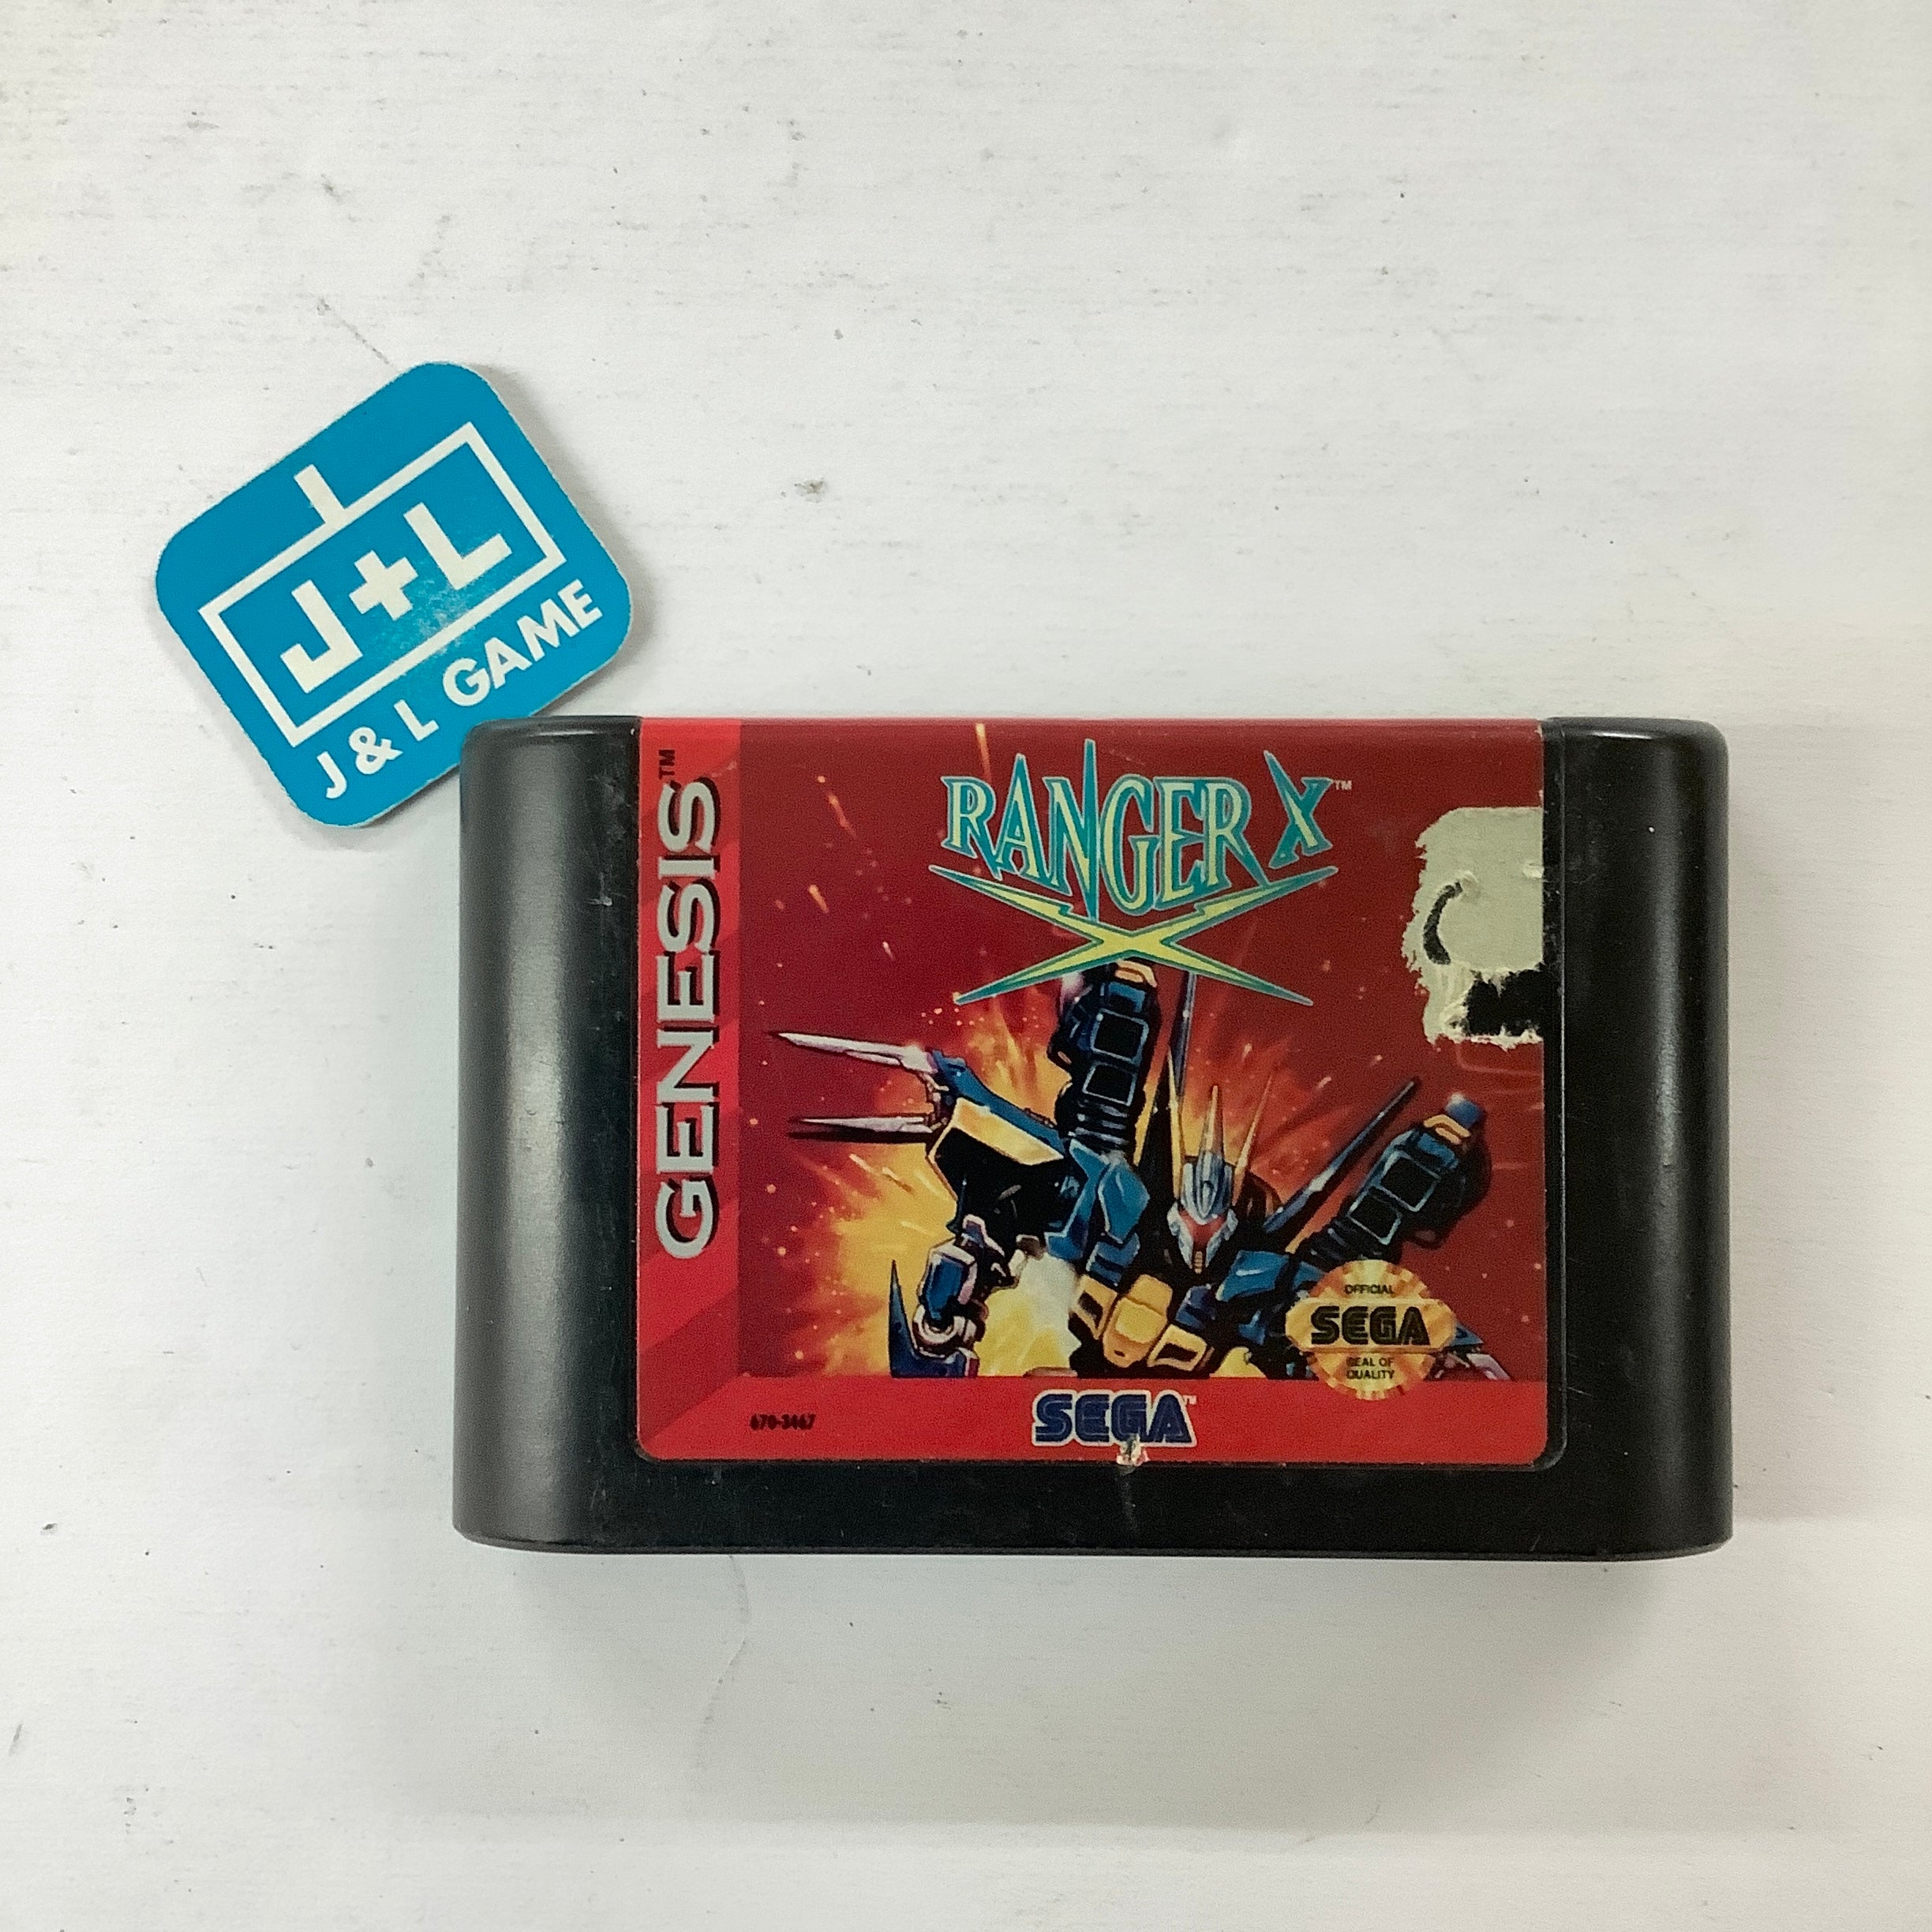 J+L
J & L GAME
GENESIS™
RANGER X™
OFFICIAL
SEGA
SEAL OF
QUALITY
670-3467
SEGA™